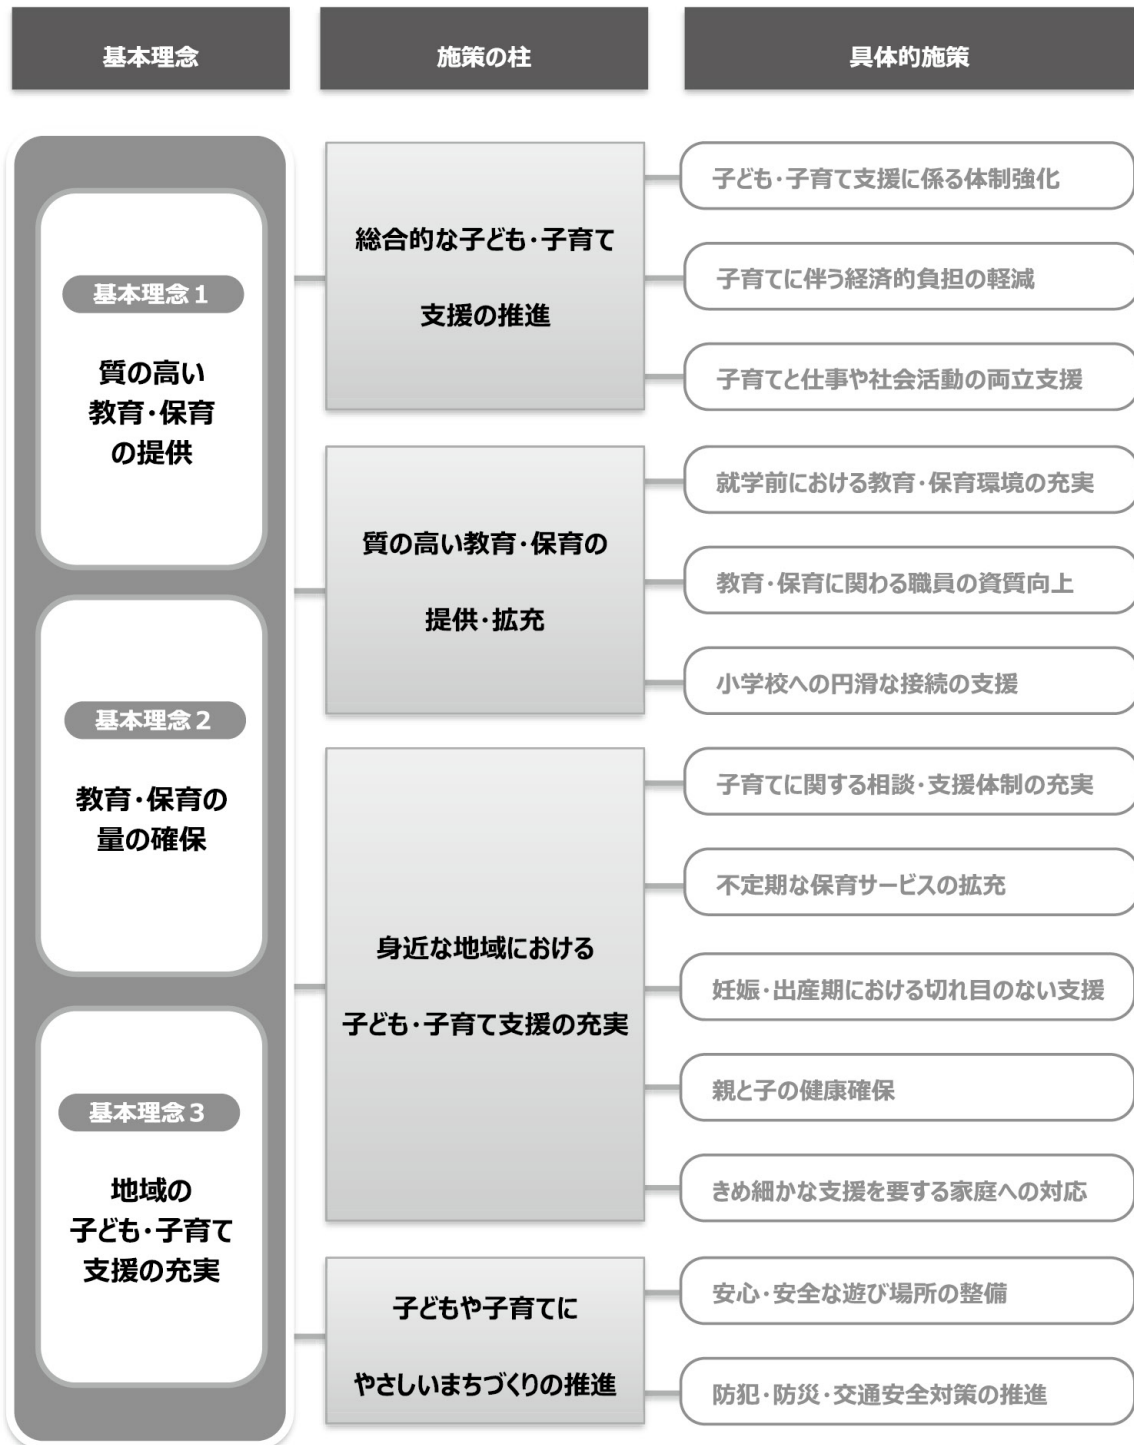 基本理念
施策の柱
具体的施策
基本理念１
質の高い
教育・保育
の提供
基本理念２
教育・保育の
量の確保
基本理念３
地域の
子ども・子育て
支援の充実
総合的な子ども・子育て
支援の推進
子ども・子育て支援に係る体制強化
子育てに伴う経済的負担の軽減
子育てと仕事や社会活動の両立支援
質の高い教育・保育の
提供・拡充
就学前における教育・保育環境の充実
教育・保育に関わる職員の資質向上
小学校への円滑な接続の支援
身近な地域における
子ども・子育て支援の充実
子育てに関する相談・支援体制の充実
不定期な保育サービスの拡充
妊娠・出産期における切れ目のない支援
親と子の健康確保
きめ細かな支援を要する家庭への対応
子どもや子育てに
やさしいまちづくりの推進
安心・安全な遊び場所の整備
防犯・防災・交通安全対策の推進